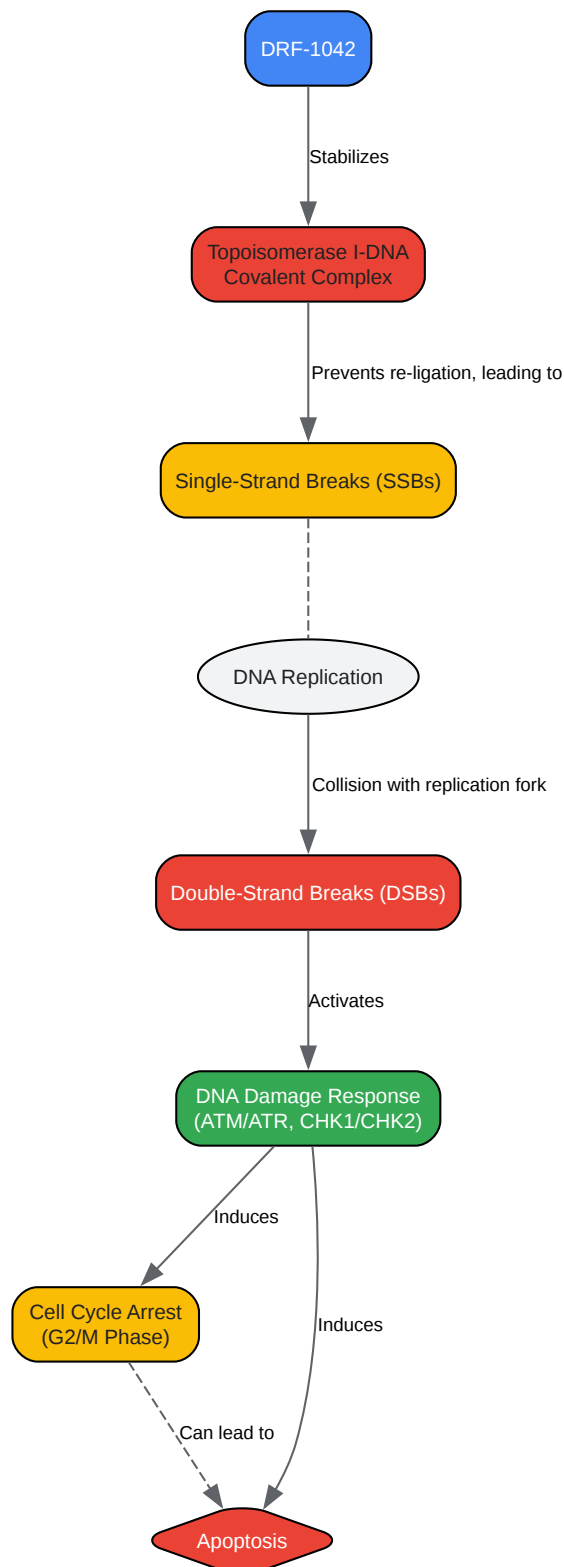 DRF-1042
Stabilizes
Topoisomerase I-DNA
Covalent Complex
Prevents re-ligation, leading to
Single-Strand Breaks (SSBs)
DNA Replication
Collision with replication fork
Double-Strand Breaks (DSBs)
Activates
DNA Damage Response
(ATM/ATR, CHK1/CHK2)
Induces
Cell Cycle Arrest
(G2/M Phase)
Induces
Can lead to
Apoptosis